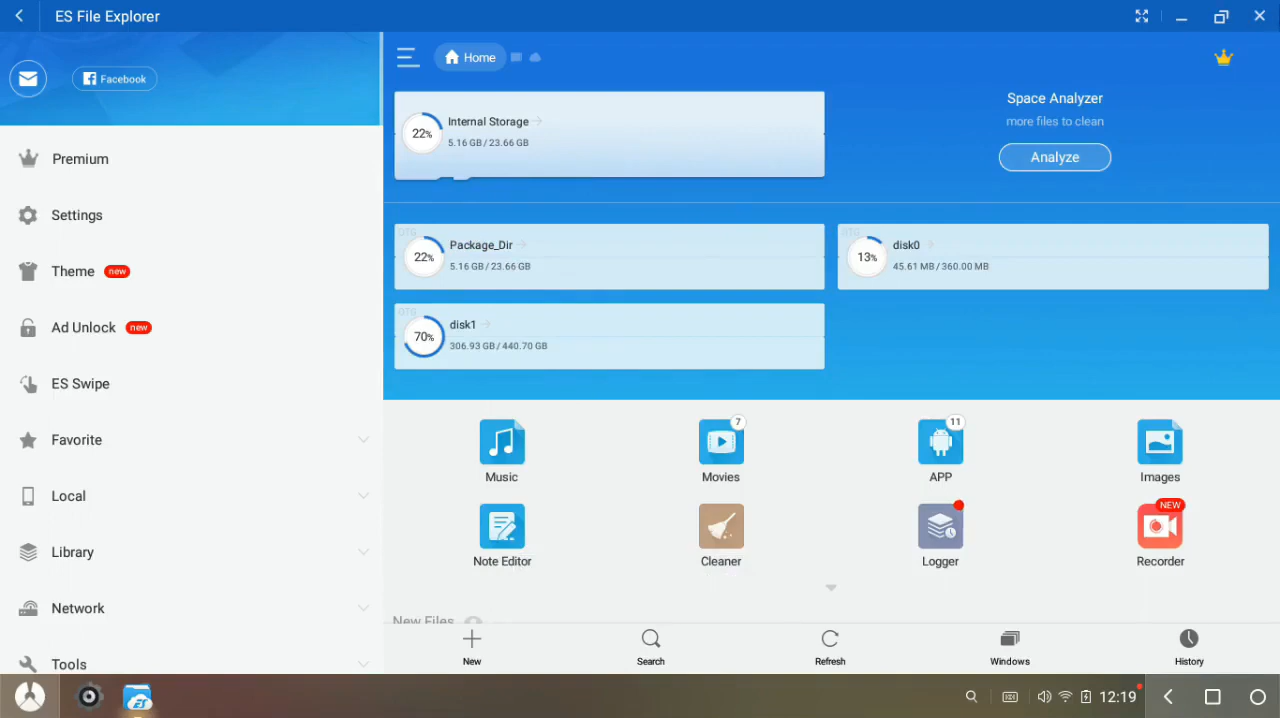 ES File Explorer
Facebook
Premium
Settings
Theme new
Ad Unlock new
ES Swipe
Favorite
Local
Library
Network
Tools
Home
22% Internal Storage
5.16 GB / 23.66 GB
Space Analyzer
more files to clean
Analyze
OTG
22% Package_Dir
5.16 GB / 23.66 GB
OTG
13% disk0
45.61 MB / 360.00 MB
OTG
70% disk1
306.93 GB / 440.70 GB
Music
7
Movies
11
APP
Images
Note Editor
Cleaner
Logger
NEW
Recorder
New Files
New
Search
Refresh
Windows
History
ES
12:19